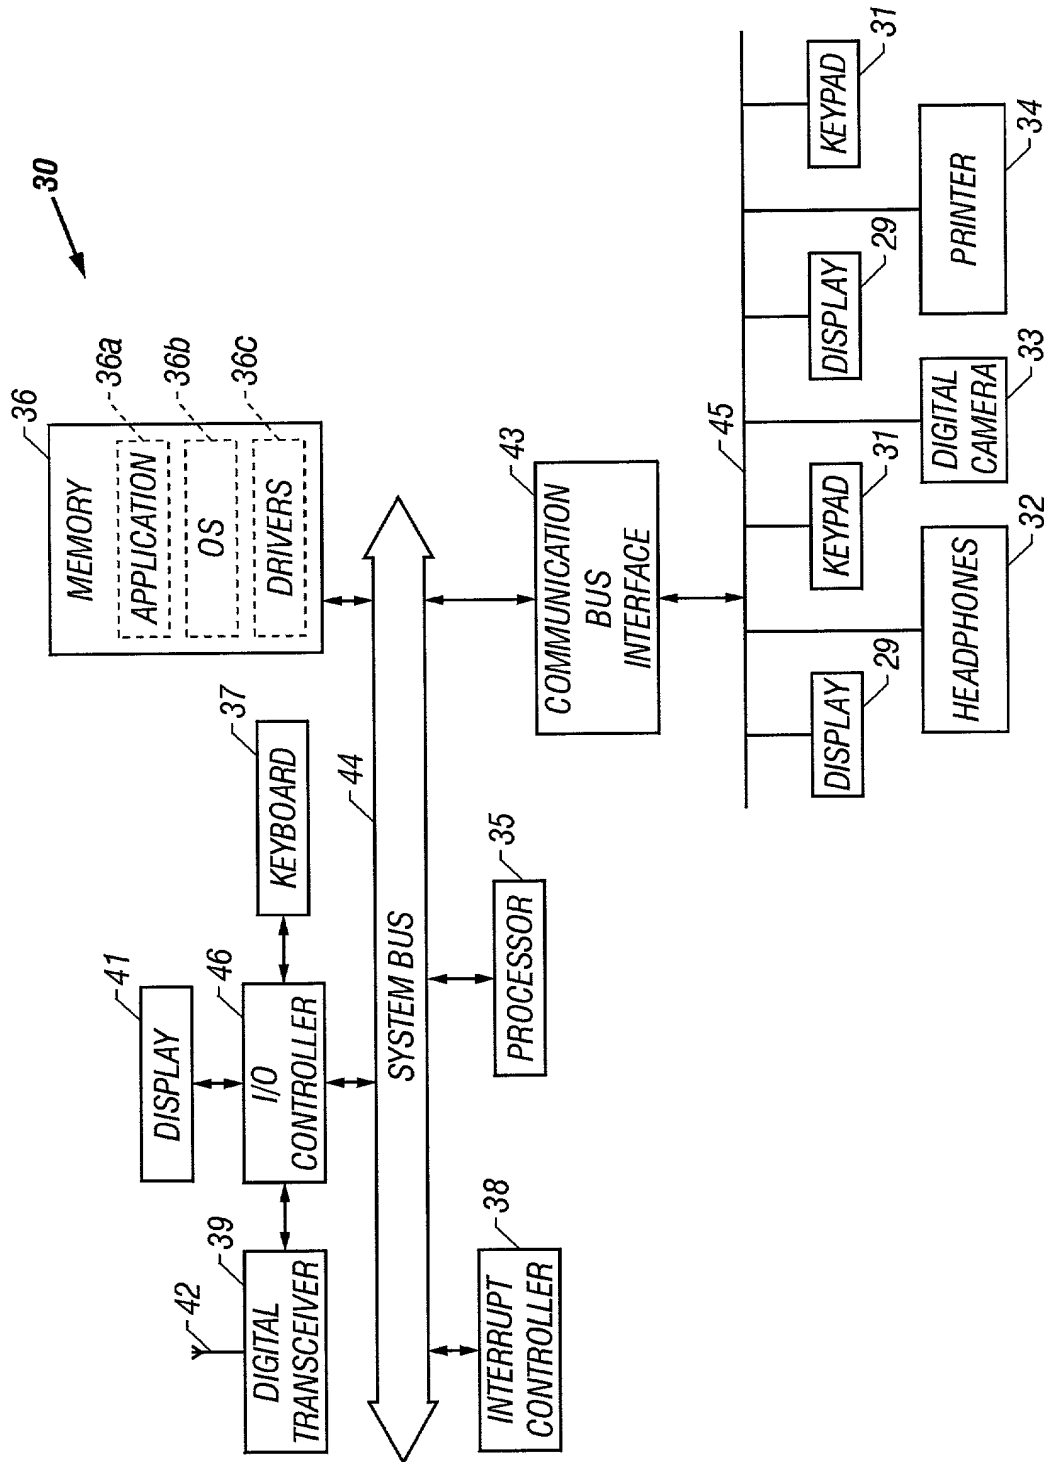 30
42
39
DIGITAL
TRANSCEIVER
41
DISPLAY
46
I/O
CONTROLLER
37
KEYBOARD
36
MEMORY
APPLICATION
36a
OS
36b
DRIVERS
36c
44
SYSTEM BUS
38
INTERRUPT
CONTROLLER
35
PROCESSOR
43
COMMUNICATION
BUS
INTERFACE
45
DISPLAY
29
KEYPAD
31
DISPLAY
29
KEYPAD
31
HEADPHONES
32
DIGITAL
CAMERA
33
PRINTER
34